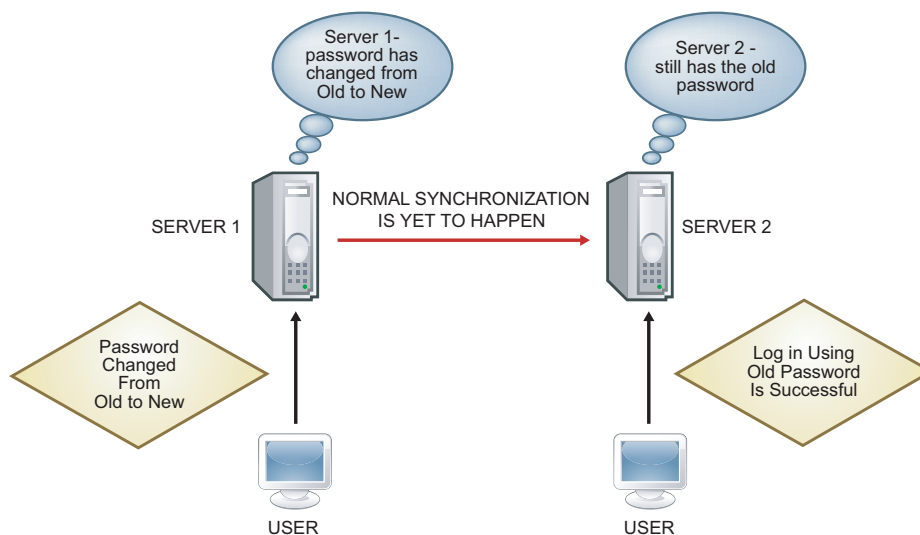 Server 1-
password has
changed from
Old to New
Server 2 -
still has the old
password
SERVER 1
NORMAL SYNCHRONIZATION
IS YET TO HAPPEN
SERVER 2
Password
Changed
From
Old to New
Log in Using
Old Password
Is Successful
USER
USER